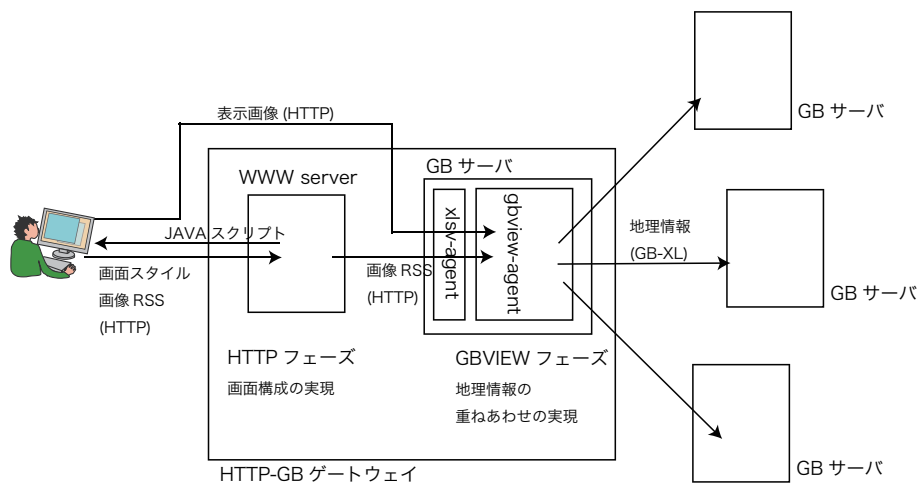 表示画像 (HTTP)
GB サーバ
GB サーバ
WWW server
xlsv-agent
gbview-agent
JAVA スクリプト
画面スタイル
画像 RSS
(HTTP)
画像 RSS
(HTTP)
地理情報
(GB-XL)
GB サーバ
HTTP フェーズ
画面構成の実現
GBVIEW フェーズ
地理情報の
重ねあわせの実現
GB サーバ
HTTP-GB ゲートウェイ